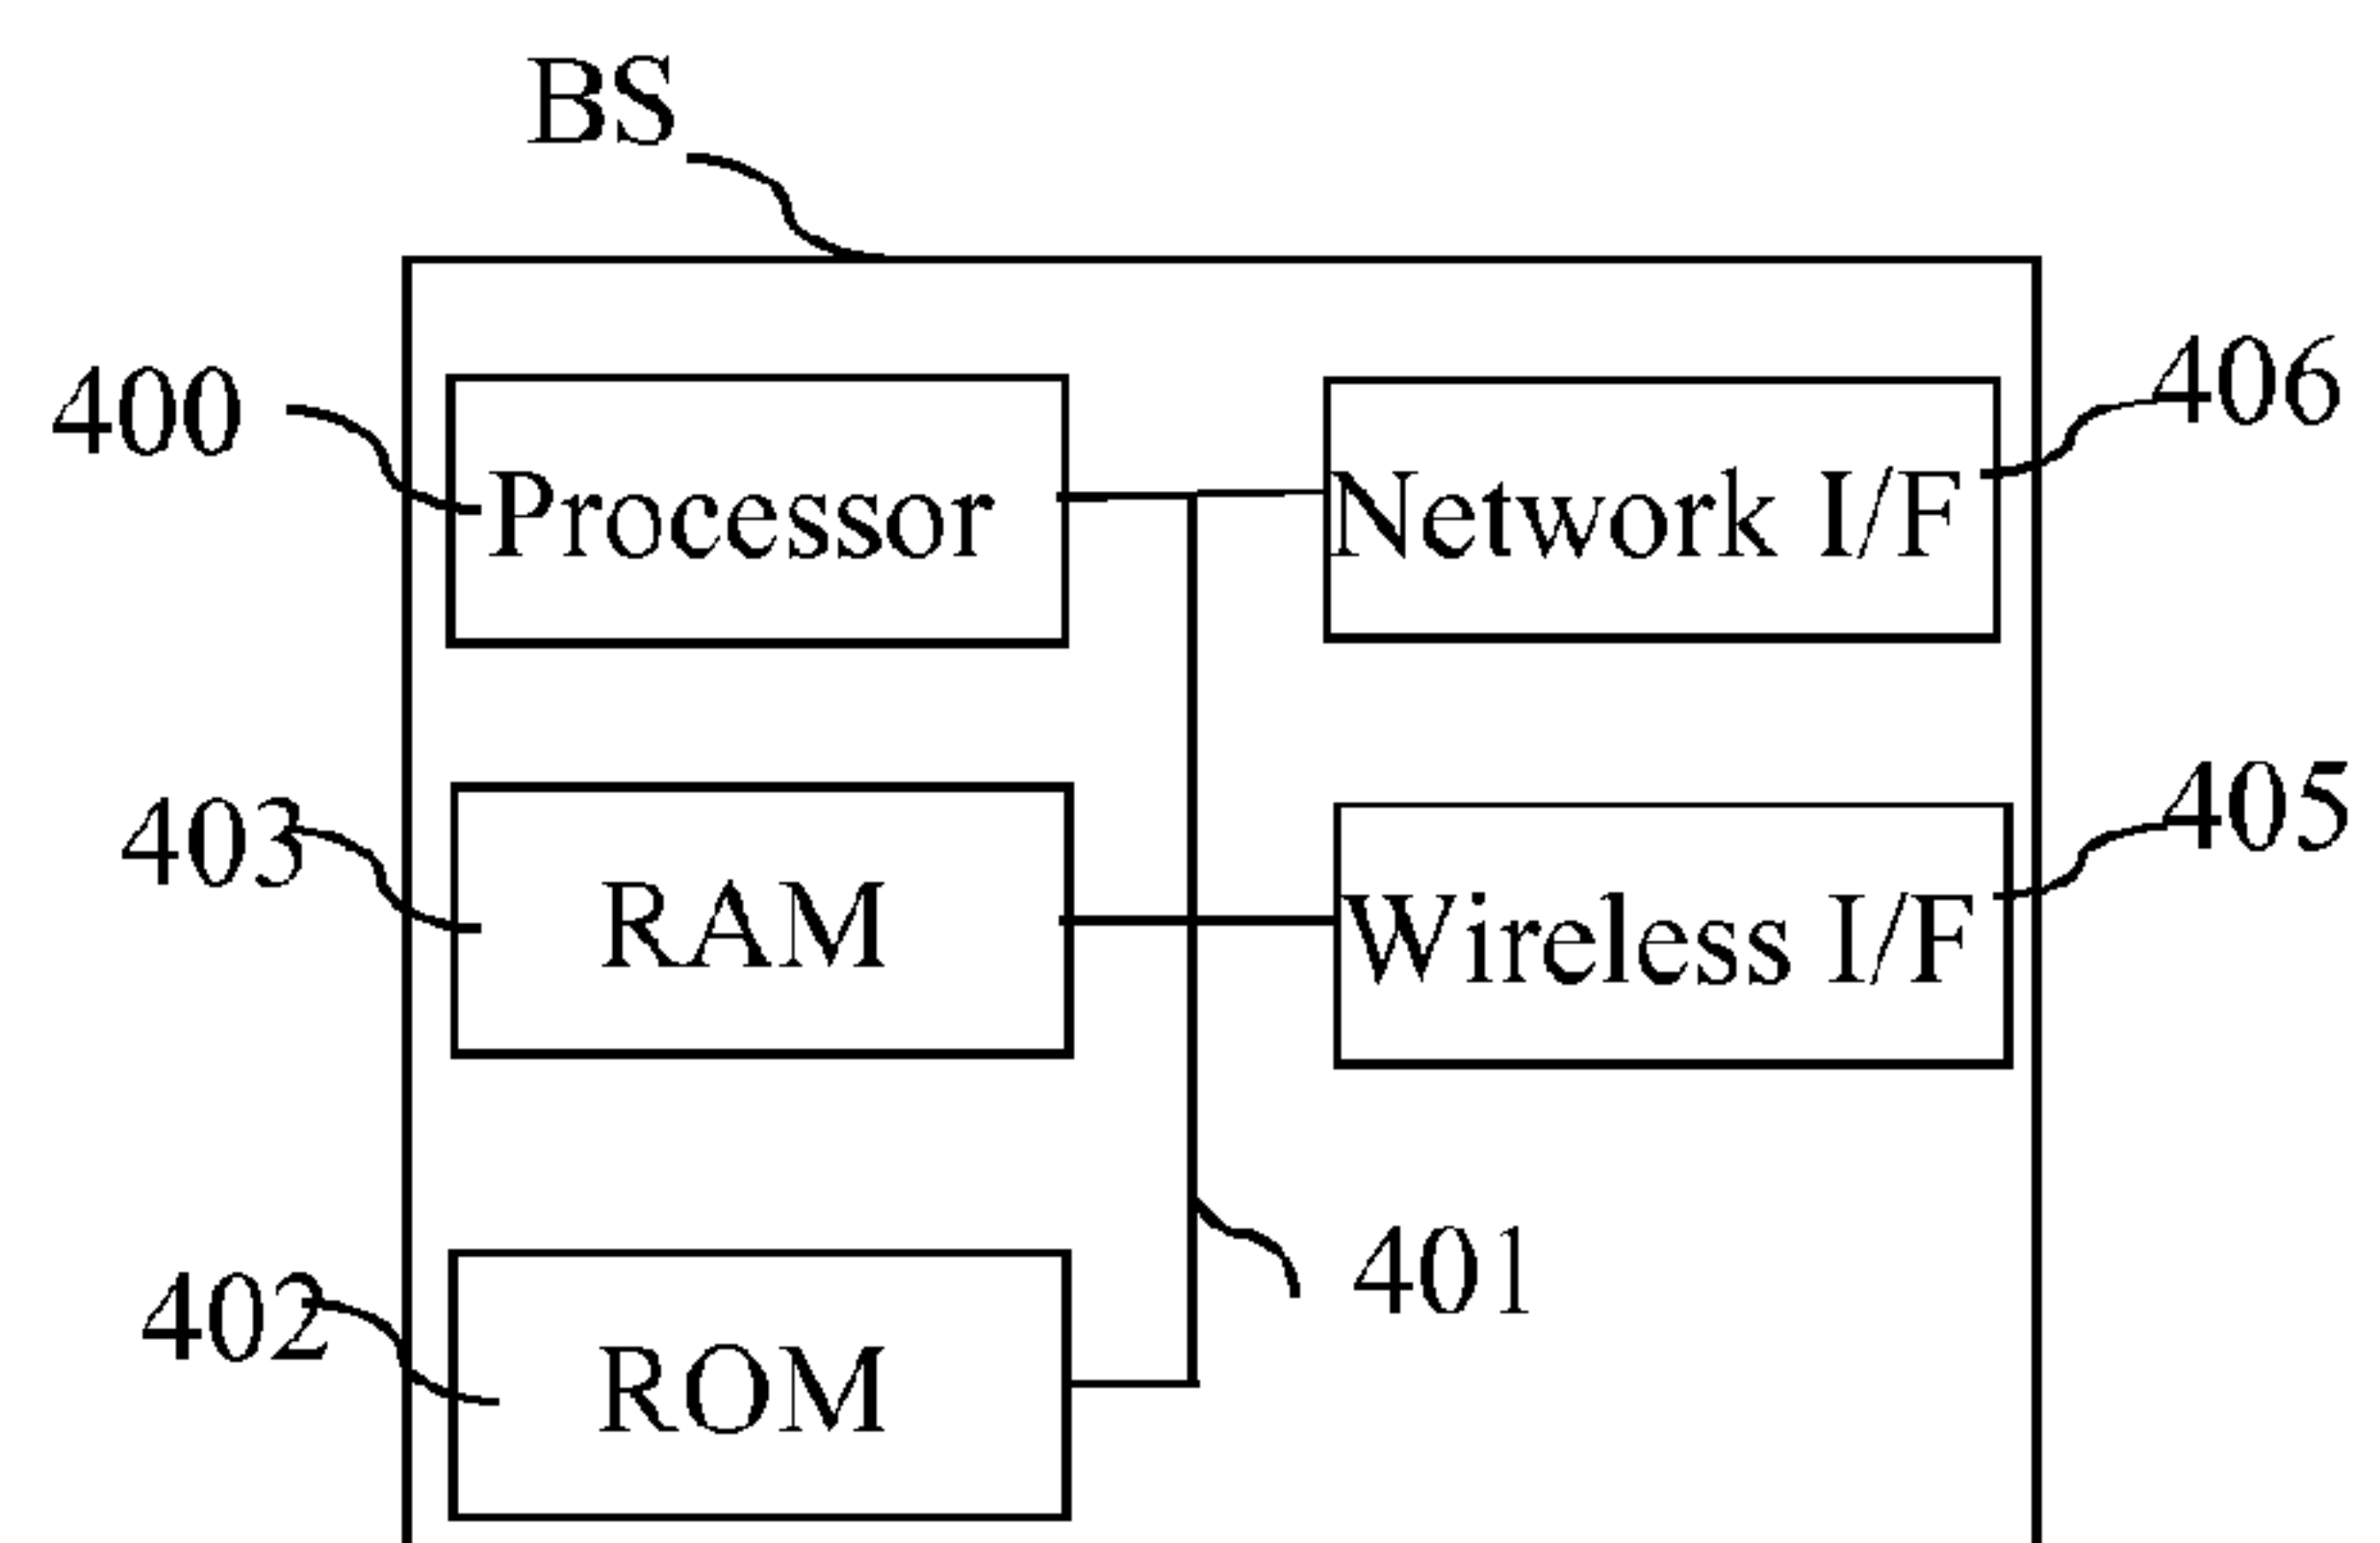 BS
400
Processor
Network I/F
406
403
RAM
Wireless I/F
405
402
ROM
401